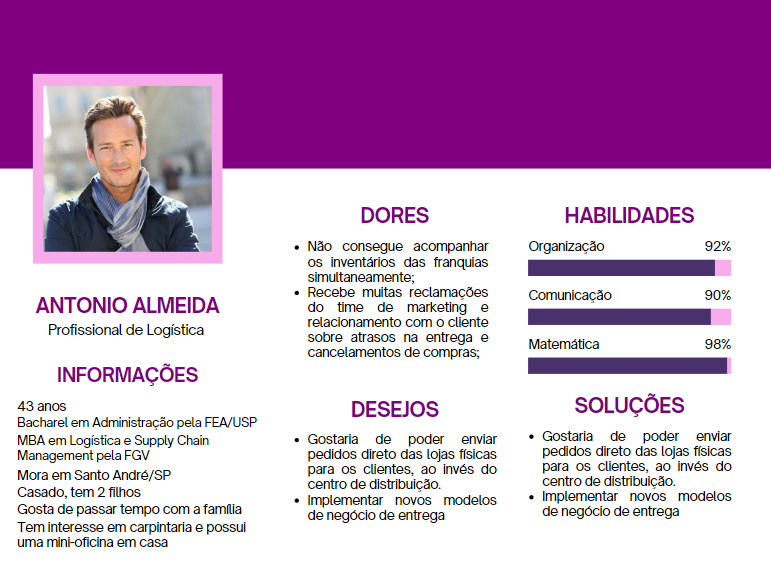 ANTONIO ALMEIDA
Profissional de Logística
INFORMAÇÕES
43 anos
Bacharel em Administração pela FEA/USP
MBA em Logística e Supply Chain
Management pela FGV
Mora em Santo André/SP
Casado, tem 2 filhos
Gosta de passar tempo com a família
Tem interesse em carpintaria e possui
uma mini-oficina em casa
DORES
• Não consegue acompanhar
os inventários das franquias
simultaneamente;
• Recebe muitas reclamações
do time de marketing e
relacionamento com o cliente
sobre atrasos na entrega e
cancelamentos de compras;
DESEJOS
• Gostaria de poder enviar
pedidos direto das lojas físicas
para os clientes, ao invés do
centro de distribuição.
• Implementar novos modelos
de negócio de entrega
HABILIDADES
Organização 92%
Comunicação 90%
Matemática 98%
SOLUÇÕES
• Gostaria de poder enviar
pedidos direto das lojas físicas
para os clientes, ao invés do
centro de distribuição.
• Implementar novos modelos
de negócio de entrega